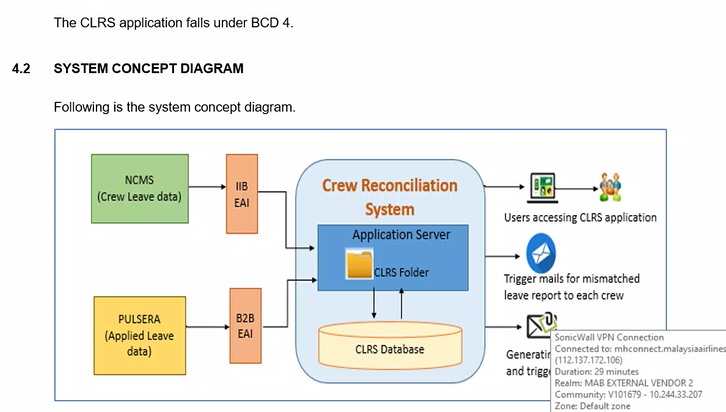 The CLRS application falls under BCD 4.
4.2 SYSTEM CONCEPT DIAGRAM
Following is the system concept diagram.
NCMS
(Crew Leave data)
IIB
EAI
Crew Reconciliation
System
Application Server
CLRS Folder
Users accessing CLRS application
Trigger mails for mismatched
leave report to each crew
PULSERA
(Applied Leave
data)
B2B
EAI
CLRS Database
and
SonicWall VPN Connection
Connected to: mhconnect.malaysiaairlines
(112.137.172.106)
Duration: 29 minutes
Realm: MAB EXTERNAL VENDOR 2
Community: V101679 - 10.244.33.207
Zone: Default zone